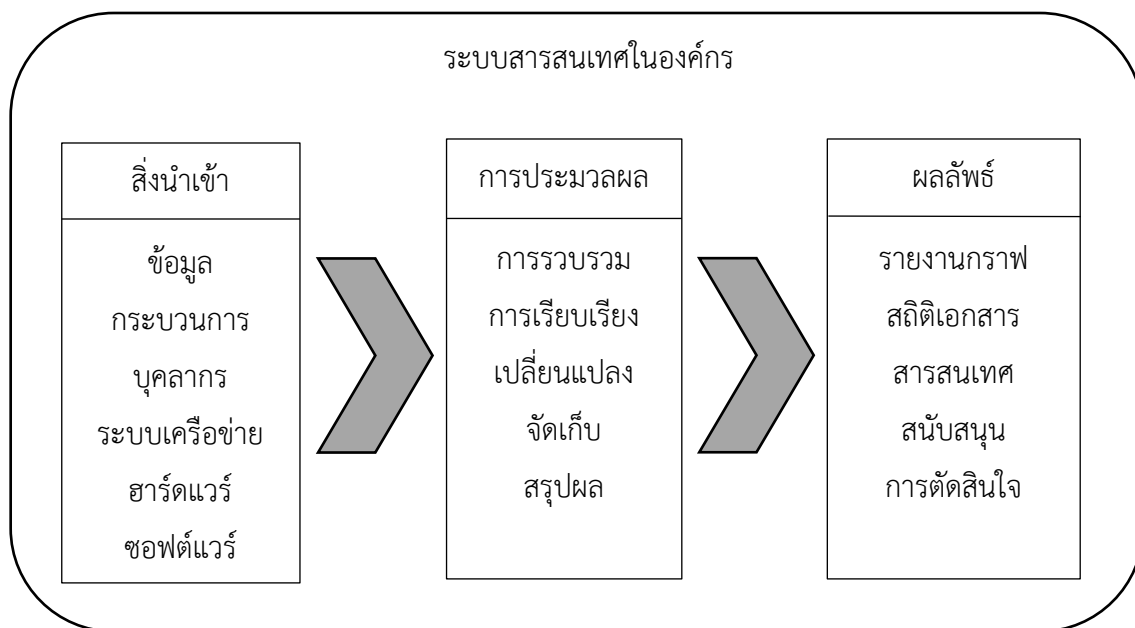 ระบบสารสนเทศในองค์กร
สิ่งนำเข้า
ข้อมูล
กระบวนการ
บุคลากร
ระบบเครือข่าย
ฮาร์ดแวร์
ซอฟต์แวร์
การประมวลผล
การรวบรวม
การเรียบเรียง
เปลี่ยนแปลง
จัดเก็บ
สรุปผล
ผลลัพธ์
รายงานกราฟ
สถิติเอกสาร
สารสนเทศ
สนับสนุน
การตัดสินใจ